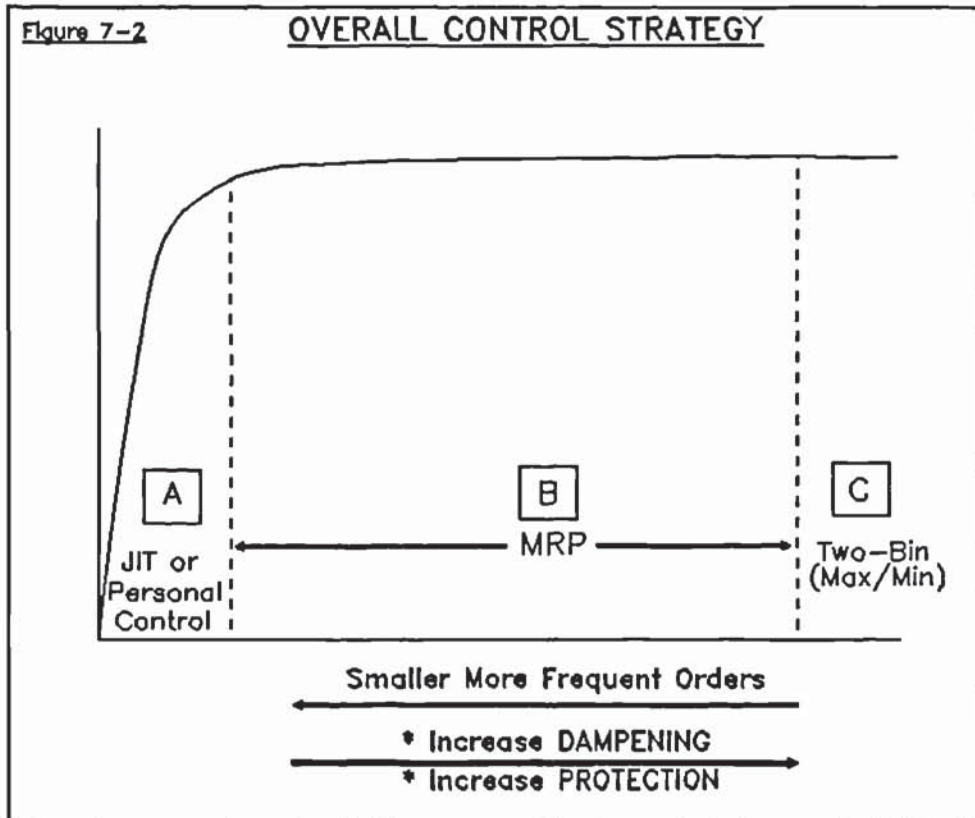 Figure 7-2
OVERALL CONTROL STRATEGY
A
JIT or
Personal
Control
B
MRP
C
Two-Bin
(Max/Min)
Smaller More Frequent Orders
* Increase DAMPENING
* Increase PROTECTION